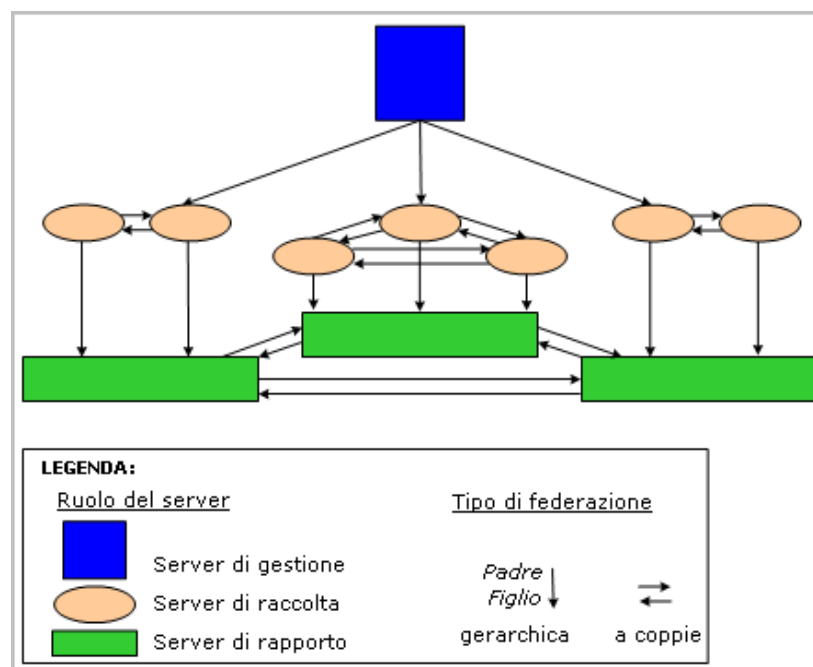 LEGENDA:
Ruolo del server
Tipo di federazione
Server di gestione
Server di raccolta
Server di rapporto
Padre
Figlio
gerarchica
a coppie